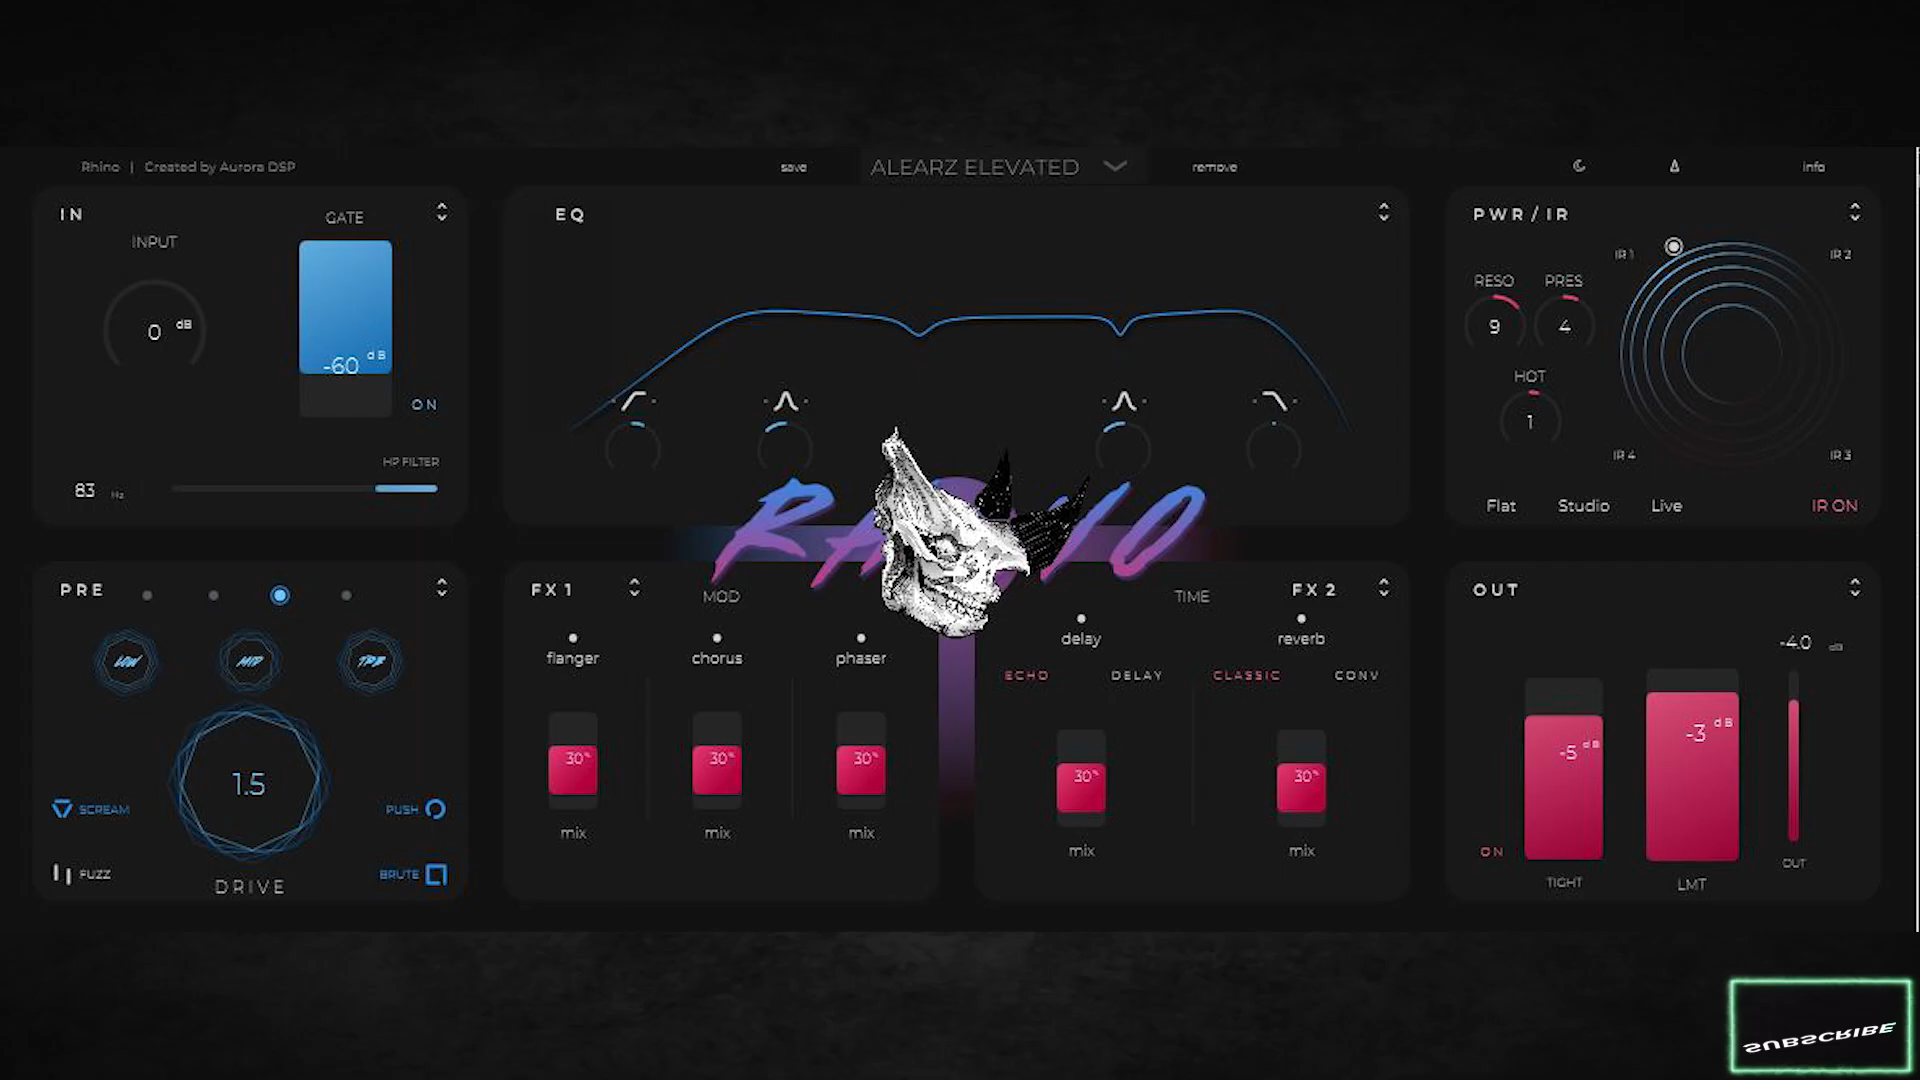 Rhino | Created by Aurora DSP
save
ALEARZ ELEVATED
remove
info
IN
INPUT
0 dB
GATE
-60 dB
ON
HP FILTER
83 Hz
EQ
PWR / IR
IR 1
IR 2
RESO
PRES
9
4
HOT
1
IR 4
IR 3
Flat
Studio
Live
IR ON
PRE
LOW
MID
1.5
SCREAM
PUSH
FUZZ
BRUTE
DRIVE
FX 1
MOD
flanger
chorus
phaser
30%
30%
30%
mix
mix
mix
TIME
FX 2
delay
reverb
ECHO
DELAY
CLASSIC
CONV
30%
30%
mix
mix
OUT
-4.0 dB
-5 dB
-3 dB
ON
TIGHT
LMT
OUT
SUBSCRIBE